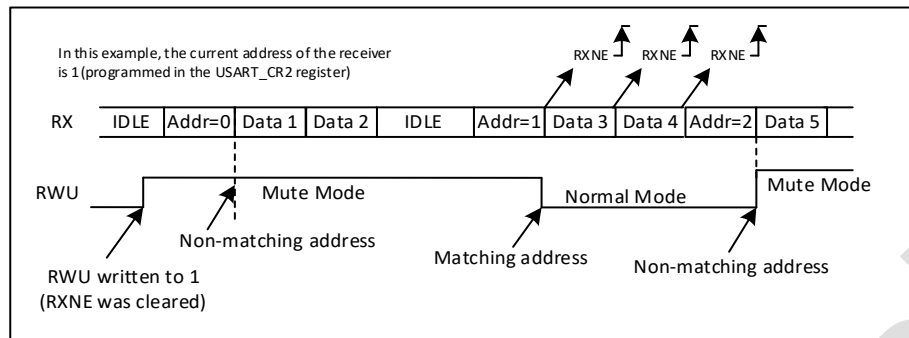 In this example, the current address of the receiver
is 1(programmed in the USART_CR2 register)
RXNE RXNE RXNE
RX IDLE Addr=0 Data 1 Data 2 IDLE Addr=1 Data 3 Data 4 Addr=2 Data 5
RWU Mute Mode Normal Mode Mute Mode
Non-matching address Matching address Non-matching address
RWU written to 1
(RXNE was cleared)